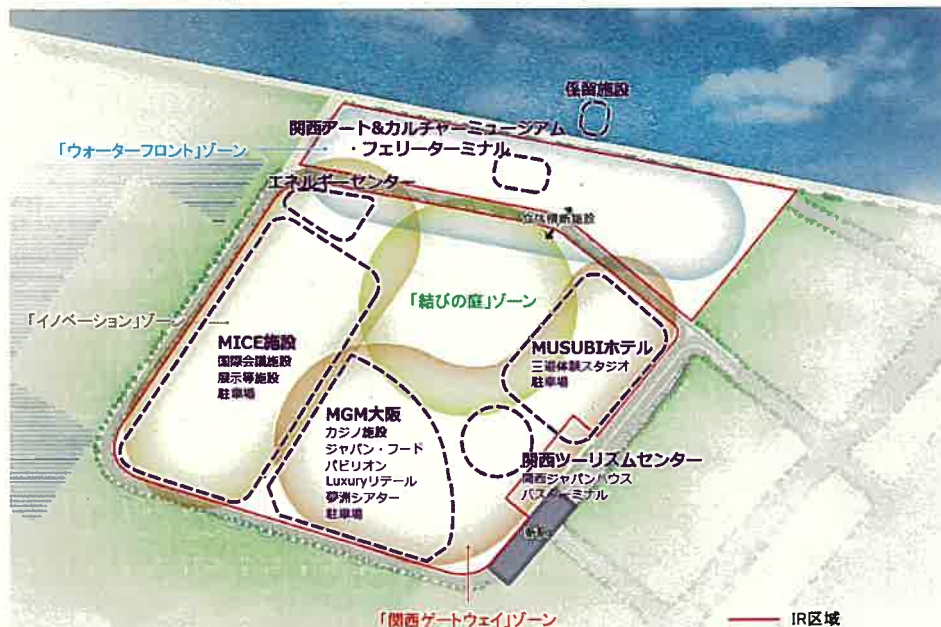 係留施設
関西アート&カルチャーミュージアム
・フェリーターミナル
「ウォーターフロント」ゾーン
エネルギーセンター
立体横断施設
「結びの庭」ゾーン
「イノベーション」ゾーン
MICE施設
国際会議施設
展示等施設
駐車場
MUSUBIホテル
三道体験スタジオ
駐車場
MGM大阪
カジノ施設
ジャパン・フード
パビリオン
Luxuryリテール
夢洲シアター
駐車場
関西ツーリズムセンター
関西ジャパンハウス
バスターミナル
「関西ゲートウェイ」ゾーン
IR区域